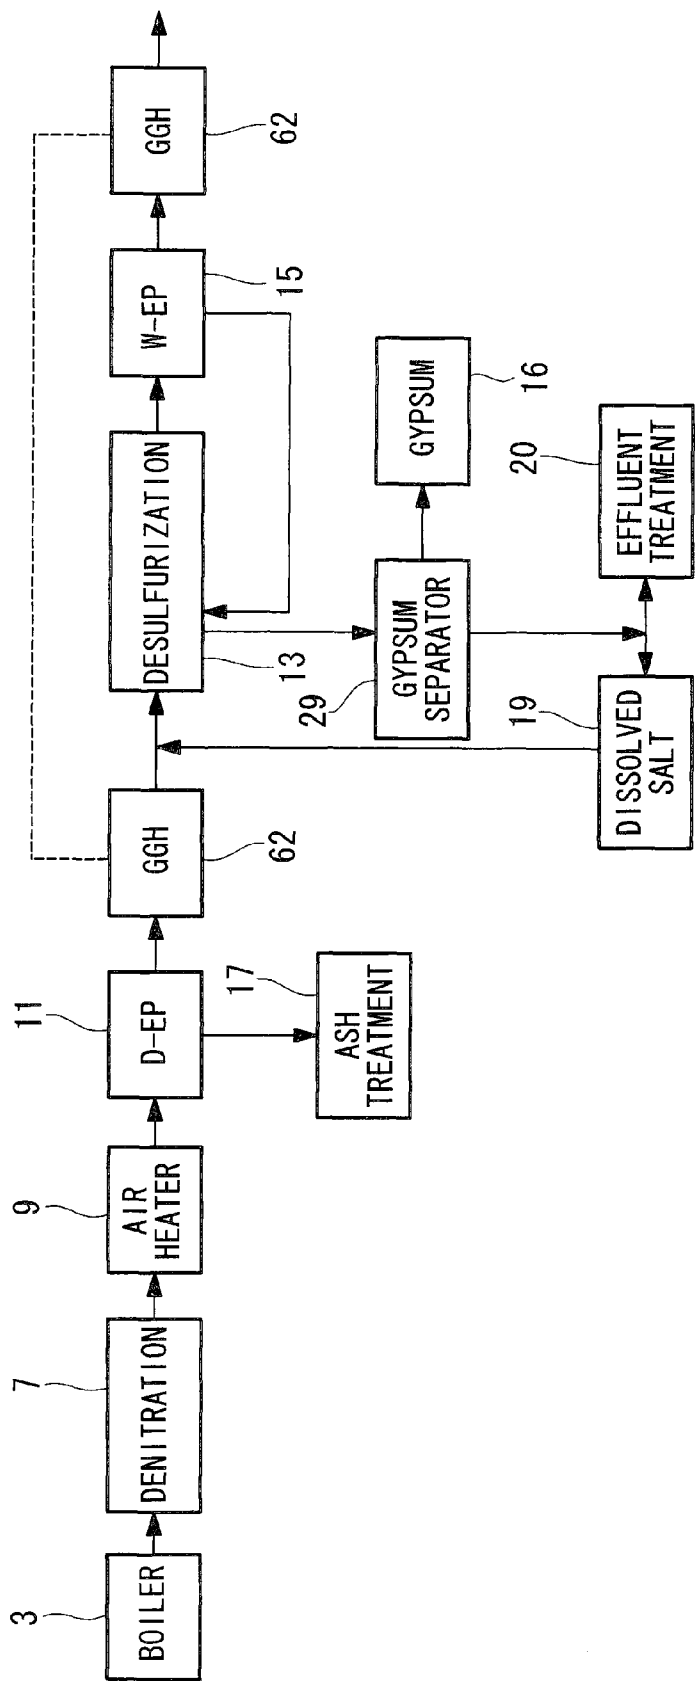 3
BOILER
7
DENITRATION
9
AIR
HEATER
11
D-EP
17
ASH
TREATMENT
GGH
62
DESULFURIZATION
13
W-EP
15
GGH
62
29
GYPSUM
SEPARATOR
GYPSUM
16
19
DISSOLVED
SALT
20
EFFLUENT
TREATMENT